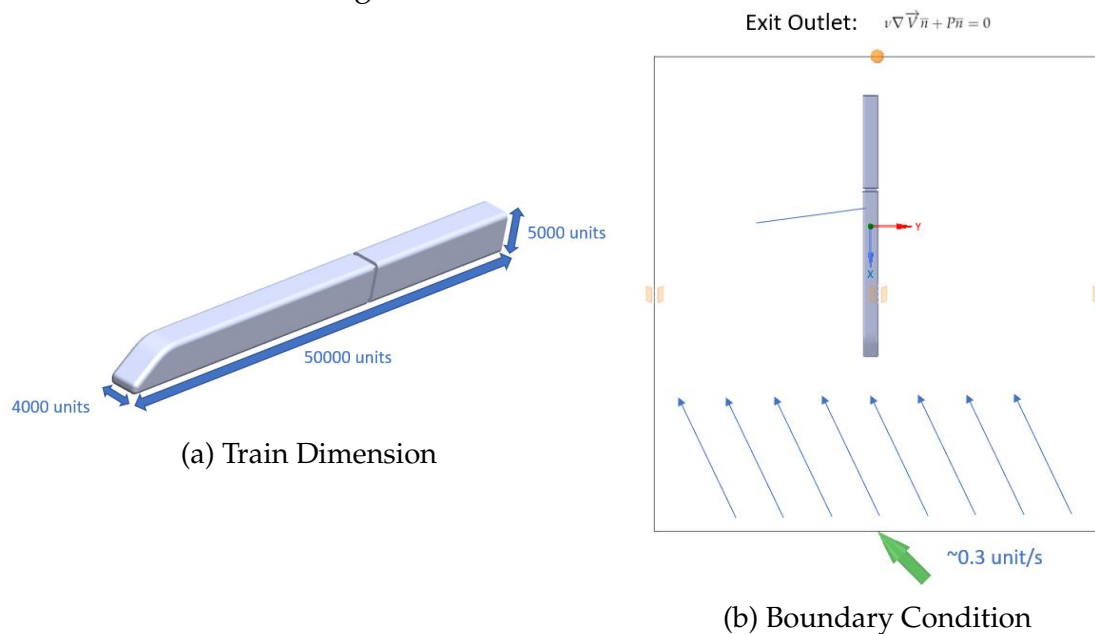 Exit Outlet: ν∇V⃗n̄ + Pn̄ = 0
5000 units
50000 units
4000 units
(a) Train Dimension
Y
X
~0.3 unit/s
(b) Boundary Condition